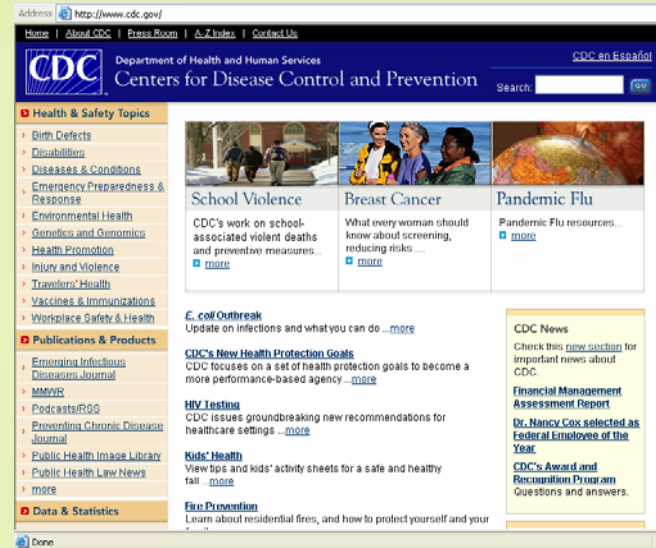 Address http://www.cdc.gov/
Home | About CDC | Press Room | A-Z Index | Contact Us
CDC
Department of Health and Human Services
Centers for Disease Control and Prevention
CDC en Español
Search: GO
Health & Safety Topics
Birth Defects
Disabilities
Diseases & Conditions
Emergency Preparedness &
Response
Environmental Health
Genetics and Genomics
Health Promotion
Injury and Violence
Travelers' Health
Vaccines & Immunizations
Workplace Safety & Health
Publications & Products
Emerging Infectious
Diseases Journal
MMWR
Podcasts/RSS
Preventing Chronic Disease
Journal
Public Health Image Library
Public Health Law News
more
Data & Statistics
School Violence
CDC's work on school-
associated violent deaths
and preventive measures...
more
Breast Cancer
What every woman should
know about screening,
reducing risks ....
more
Pandemic Flu
Pandemic Flu resources...
more
E. coli Outbreak
Update on infections and what you can do ...more
CDC's New Health Protection Goals
CDC focuses on a set of health protection goals to become a
more performance-based agency ...more
HIV Testing
CDC issues groundbreaking new recommendations for
healthcare settings ...more
Kids' Health
View tips and kids' activity sheets for a safe and healthy
fall ...more
Fire Prevention
Learn about residential fires, and how to protect yourself and your
CDC News
Check this new section for
important news about
CDC.
Financial Management
Assessment Report
Dr. Nancy Cox selected as
Federal Employee of the
Year
CDC's Award and
Recognition Program
Questions and answers.
Done